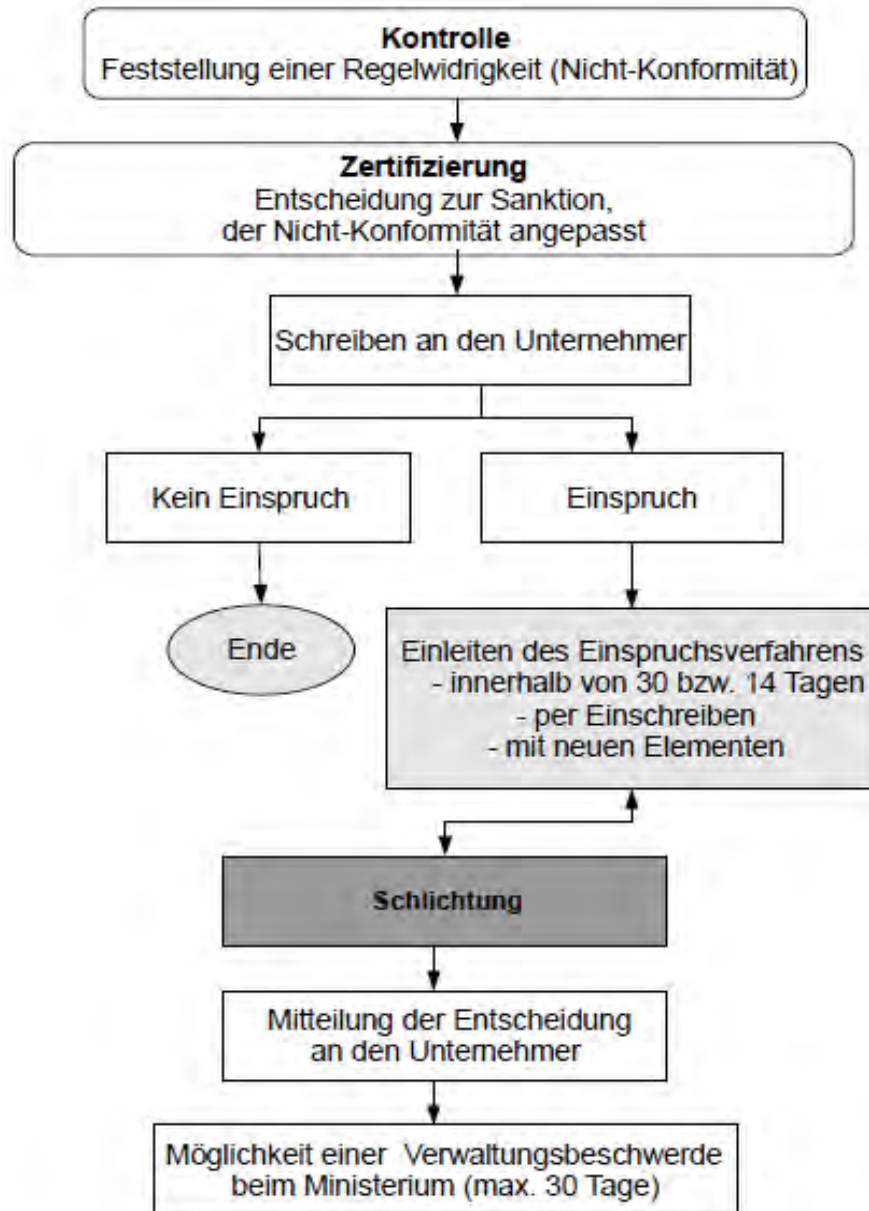 Kontrolle
Feststellung einer Regelwidrigkeit (Nicht-Konformität)
Zertifizierung
Entscheidung zur Sanktion,
der Nicht-Konformität angepasst
Schreiben an den Unternehmer
Kein Einspruch
Einspruch
Ende
Einleiten des Einspruchsverfahrens
- innerhalb von 30 bzw. 14 Tagen
- per Einschreiben
- mit neuen Elementen
Schlichtung
Mitteilung der Entscheidung
an den Unternehmer
Möglichkeit einer Verwaltungsbeschwerde
beim Ministerium (max. 30 Tage)